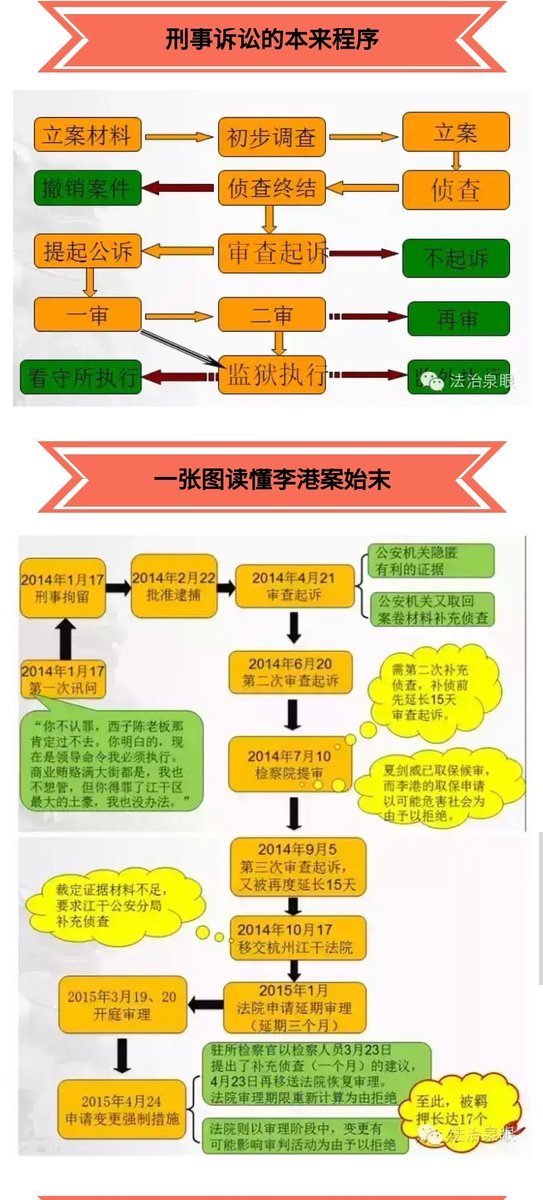 刑事诉讼的本来程序
立案材料
初步调查
立案
撤销案件
侦查终结
侦查
提起公诉
审查起诉
不起诉
一审
二审
再审
看守所执行
监狱执行
法治泉眼
一张图读懂李港案始末
2014年1月17
刑事拘留
2014年2月22
批准逮捕
2014年4月21
审查起诉
公安机关隐匿
有利的证据
公安机关又取回
案卷材料补充侦查
2014年1月17
第一次讯问
“你不认罪，西子陈老板那
肯定过不去。你明白的，现
在是领导命令我必须执行。
商业贿赂满大街都是，我也
不想管，但你得罪了江干区
最大的土豪，我也没办法。”
2014年6月20
第二次审查起诉
需第二次补充
侦查，补侦前
先延长15天
审查起诉。
2014年7月10
检察院提审
夏剑威已取保候审，
而李港的取保申请
以可能危害社会为
由予以拒绝。
2014年9月5
第三次审查起诉，
又被再度延长15天
裁定证据材料不足，
要求江干公安分局
补充侦查
2014年10月17
移交杭州江干法院
2015年1月
法院申请延期审理
（延期三个月）
2015年3月19、20
开庭审理
2015年4月24
申请变更强制措施
驻所检察官以检察人员3月23日
提出了补充侦查（一个月）的建议，
4月23日再移送法院恢复审理。
法院审理期限重新计算为由拒绝
法院则以审理阶段中，变更有
可能影响审判活动为由予以拒绝
至此，被羁
押长达17个
法治泉眼